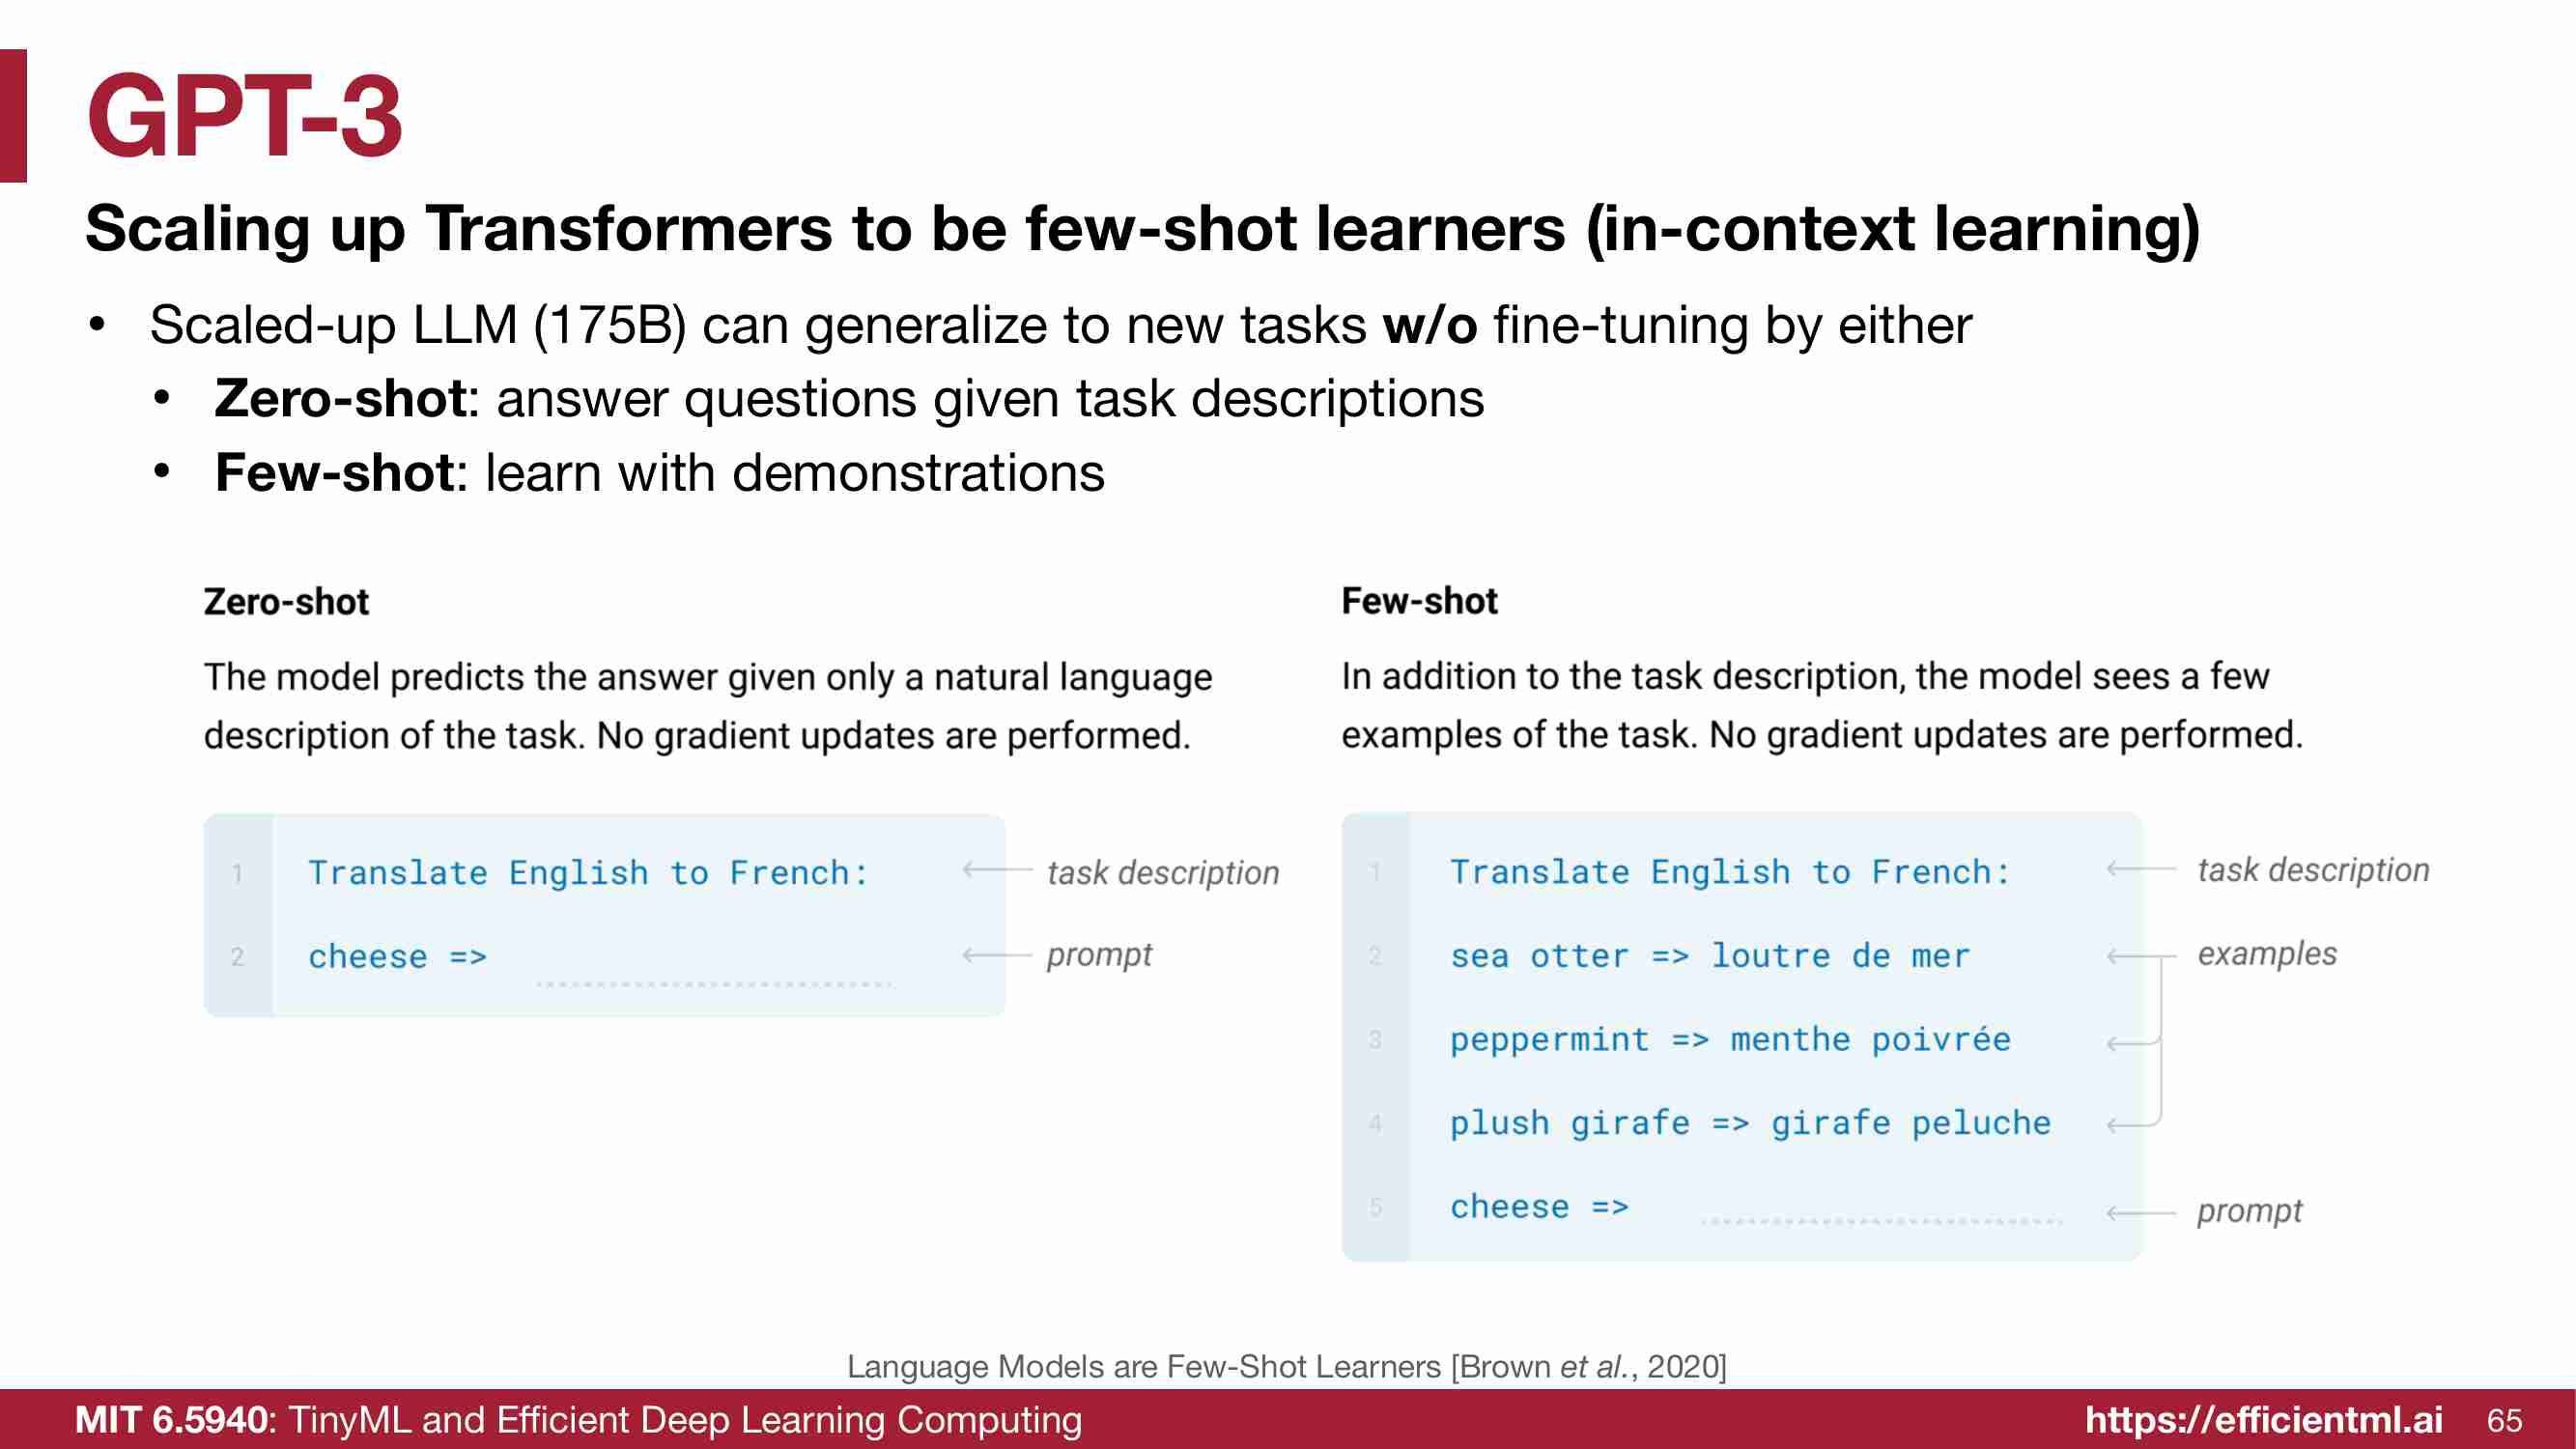 GPT-3
Scaling up Transformers to be few-shot learners (in-context learning)
• Scaled-up LLM (175B) can generalize to new tasks w/o fine-tuning by either
• Zero-shot: answer questions given task descriptions
• Few-shot: learn with demonstrations
Zero-shot
The model predicts the answer given only a natural language
description of the task. No gradient updates are performed.
1 Translate English to French: task description
2 cheese => prompt
Few-shot
In addition to the task description, the model sees a few
examples of the task. No gradient updates are performed.
1 Translate English to French: task description
2 sea otter => loutre de mer examples
3 peppermint => menthe poivrée
4 plush girafe => girafe peluche
5 cheese => prompt
Language Models are Few-Shot Learners [Brown et al., 2020]
MIT 6.5940: TinyML and Efficient Deep Learning Computing https://efficientml.ai 65